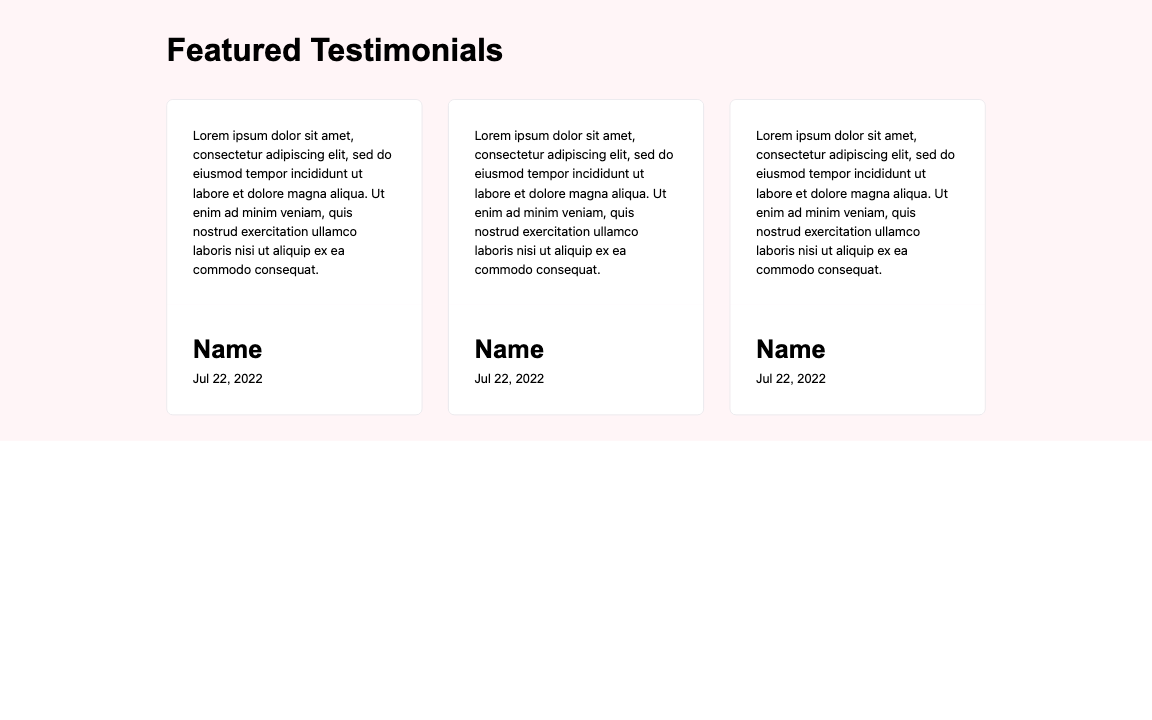 Featured Testimonials
Lorem ipsum dolor sit amet,
consectetur adipiscing elit, sed do
eiusmod tempor incididunt ut
labore et dolore magna aliqua. Ut
enim ad minim veniam, quis
nostrud exercitation ullamco
laboris nisi ut aliquip ex ea
commodo consequat.
Name
Jul 22, 2022
Lorem ipsum dolor sit amet,
consectetur adipiscing elit, sed do
eiusmod tempor incididunt ut
labore et dolore magna aliqua. Ut
enim ad minim veniam, quis
nostrud exercitation ullamco
laboris nisi ut aliquip ex ea
commodo consequat.
Name
Jul 22, 2022
Lorem ipsum dolor sit amet,
consectetur adipiscing elit, sed do
eiusmod tempor incididunt ut
labore et dolore magna aliqua. Ut
enim ad minim veniam, quis
nostrud exercitation ullamco
laboris nisi ut aliquip ex ea
commodo consequat.
Name
Jul 22, 2022